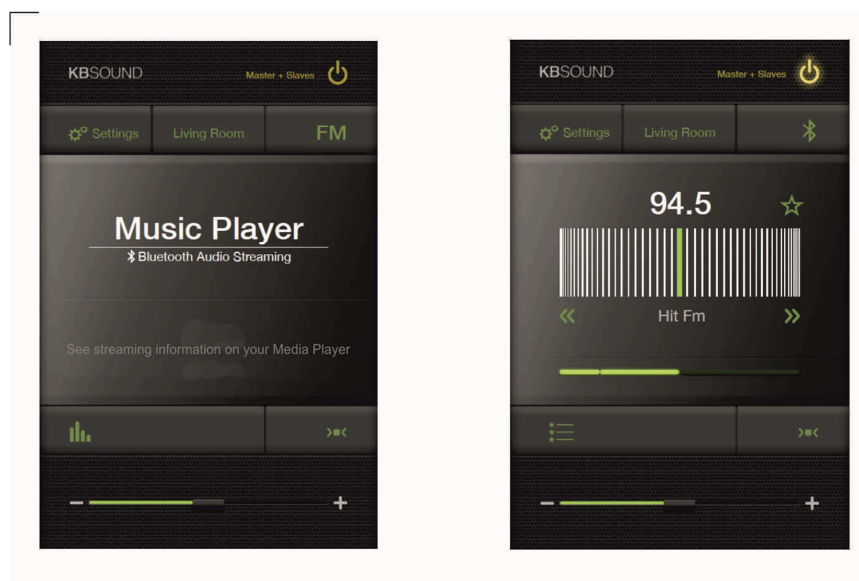 KBSOUND
Master + Slaves
Settings
Living Room
FM
Music Player
Bluetooth Audio Streaming
See streaming information on your Media Player
KBSOUND
Master + Slaves
Settings
Living Room
94.5
Hit Fm